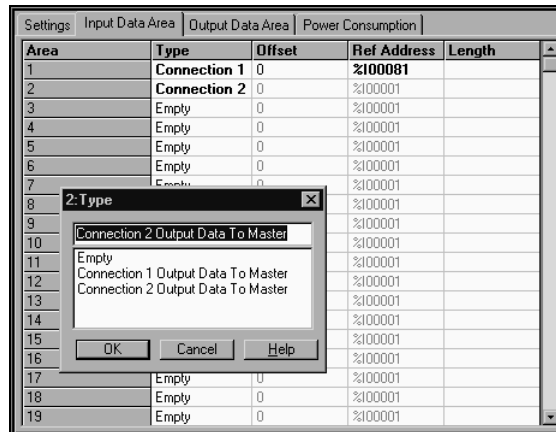 Settings Input Data Area Output Data Area Power Consumption
Area Type Offset Ref Address Length
1 Connection 1 0 %I00081
2 Connection 2 0 %I00001
3 Empty 0 %I00001
4 Empty 0 %I00001
5 Empty 0 %I00001
6 Empty 0 %I00001
7 Empty 0 %I00001
8 %I00001
9 %I00001
10 %I00001
11 %I00001
12 %I00001
13 %I00001
14 %I00001
15 %I00001
16 %I00001
17 Empty 0 %I00001
18 Empty 0 %I00001
19 Empty 0 %I00001
2:Type
Connection 2 Output Data To Master
Empty
Connection 1 Output Data To Master
Connection 2 Output Data To Master
OK Cancel Help